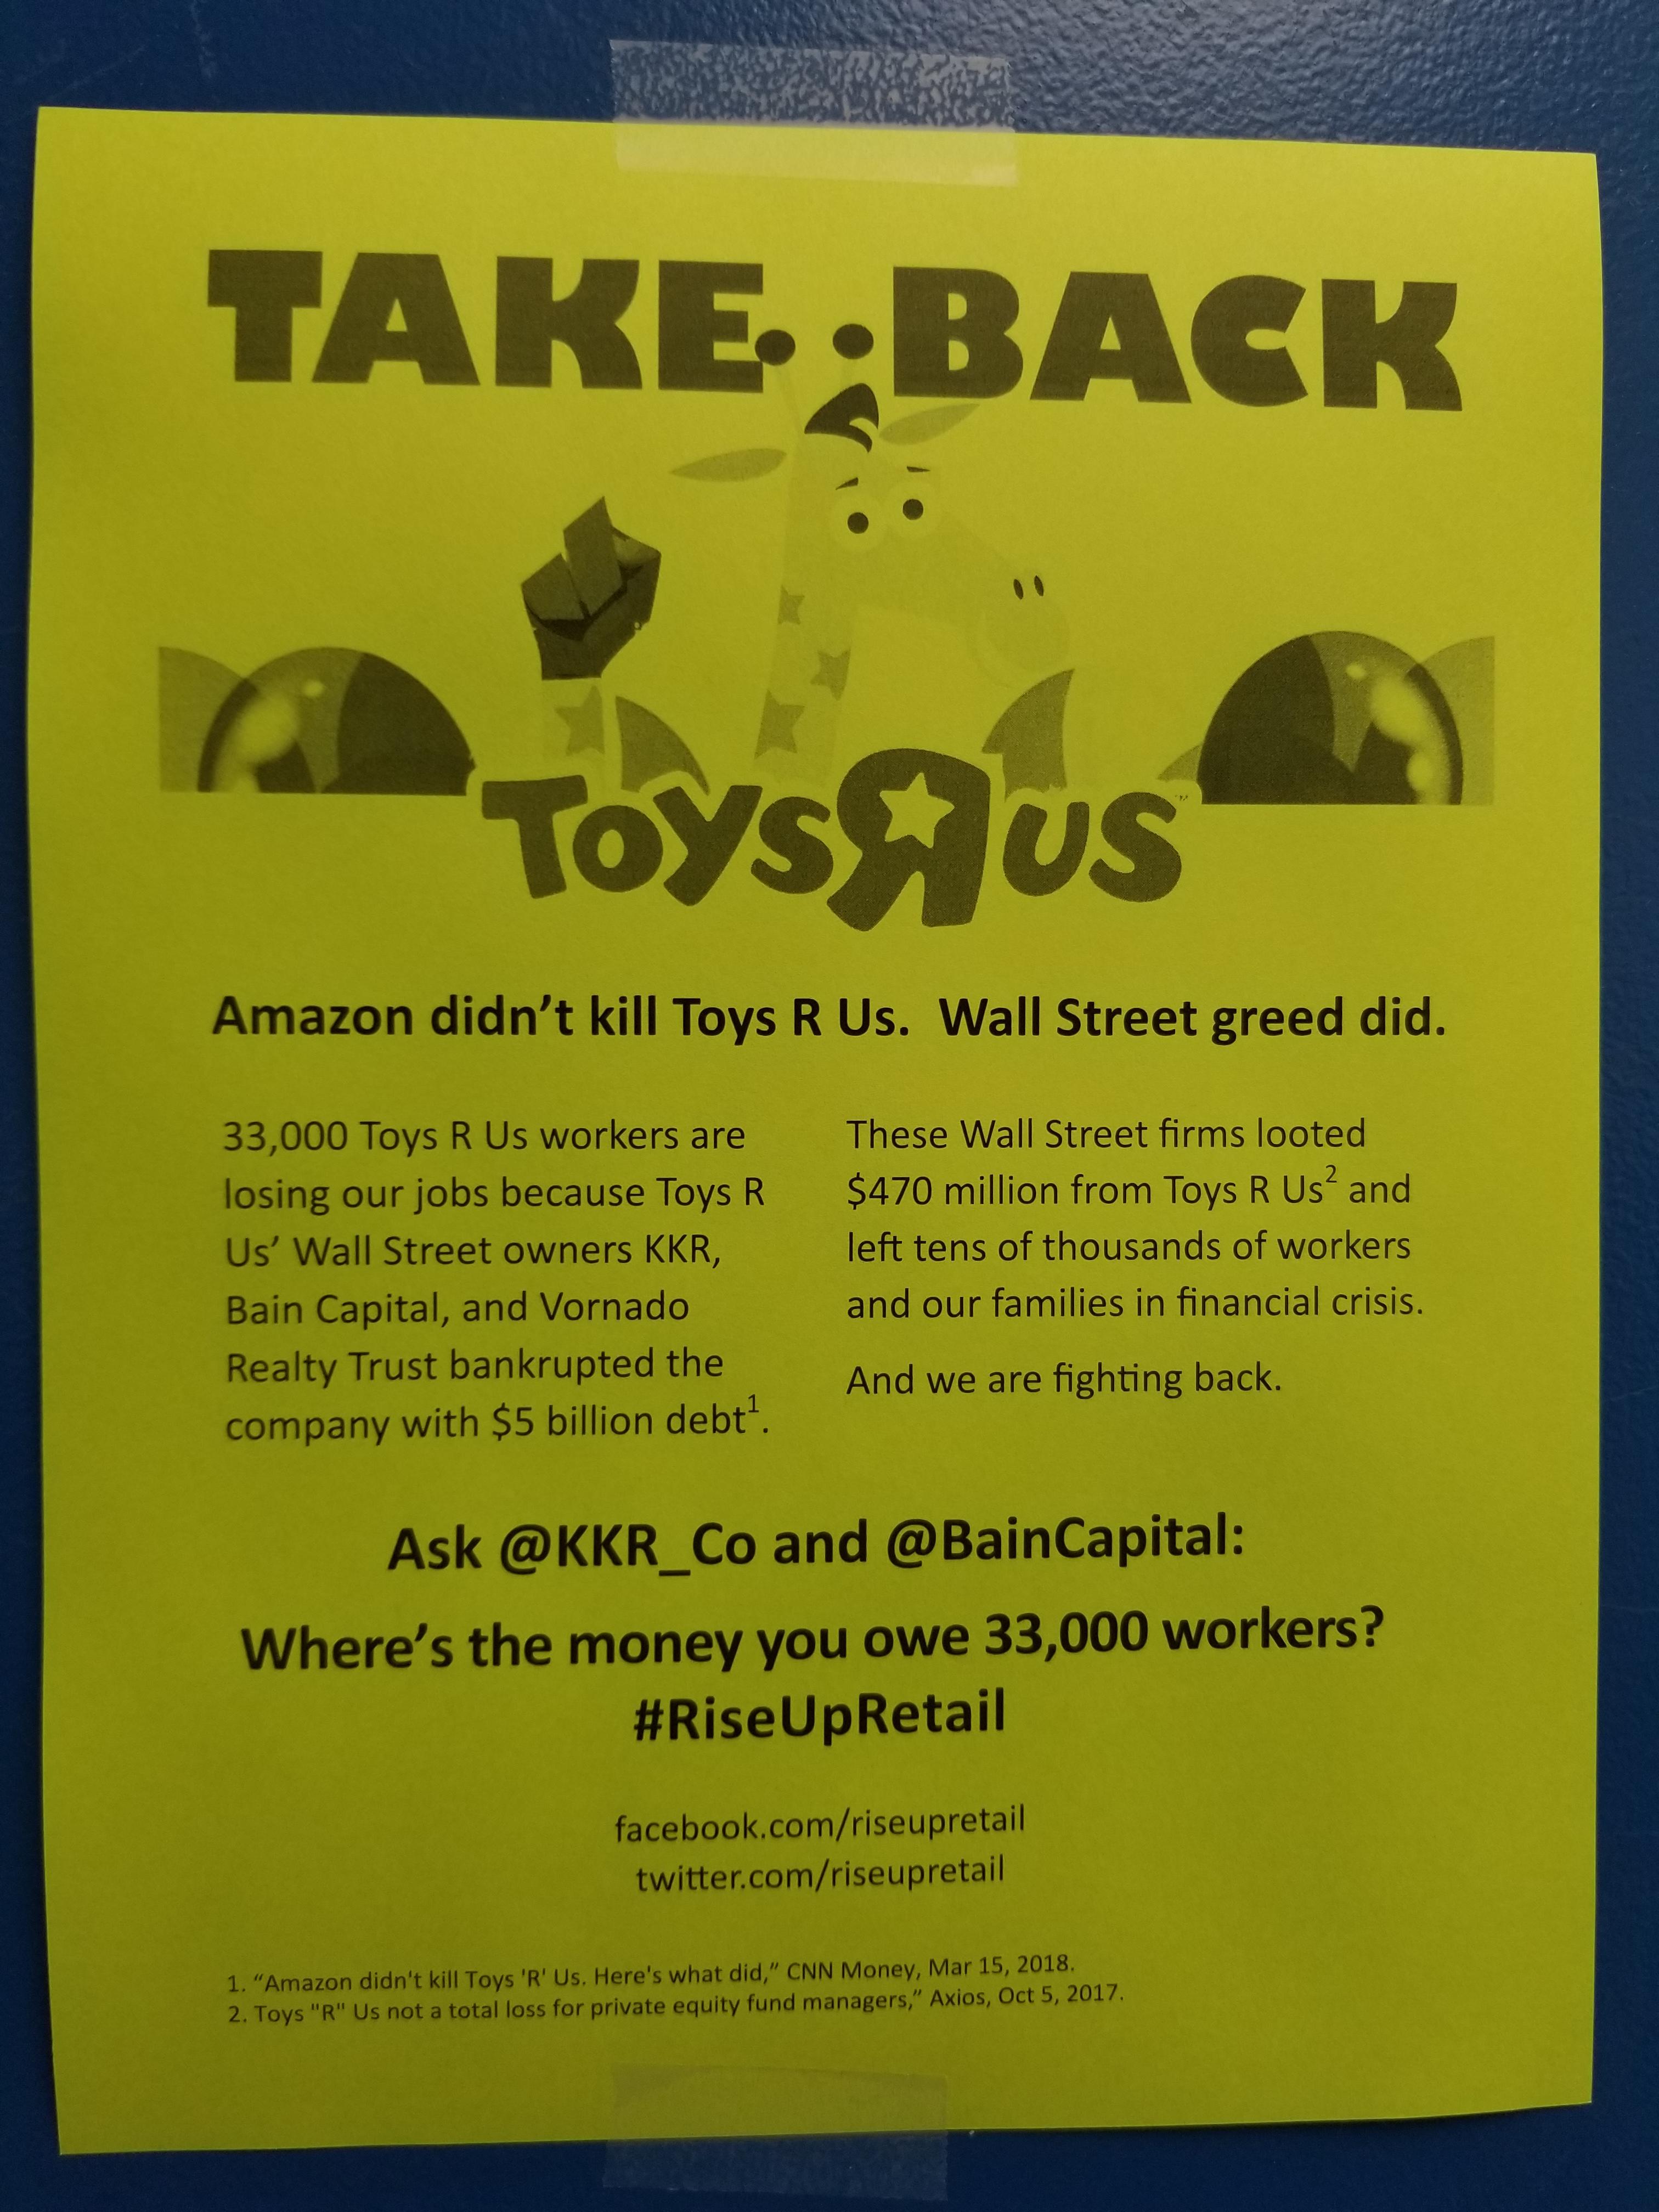 TAKE BACK
ToysЯus™
Amazon didn’t kill Toys R Us.  Wall Street greed did.
33,000 Toys R Us workers are
losing our jobs because Toys R
Us’ Wall Street owners KKR,
Bain Capital, and Vornado
Realty Trust bankrupted the
company with $5 billion debt¹.
These Wall Street firms looted
$470 million from Toys R Us² and
left tens of thousands of workers
and our families in financial crisis.
And we are fighting back.
Ask @KKR_Co and @BainCapital:
Where’s the money you owe 33,000 workers?
#RiseUpRetail
facebook.com/riseupretail
twitter.com/riseupretail
1. “Amazon didn't kill Toys 'R' Us. Here's what did,” CNN Money, Mar 15, 2018.
2. Toys "R" Us not a total loss for private equity fund managers,” Axios, Oct 5, 2017.